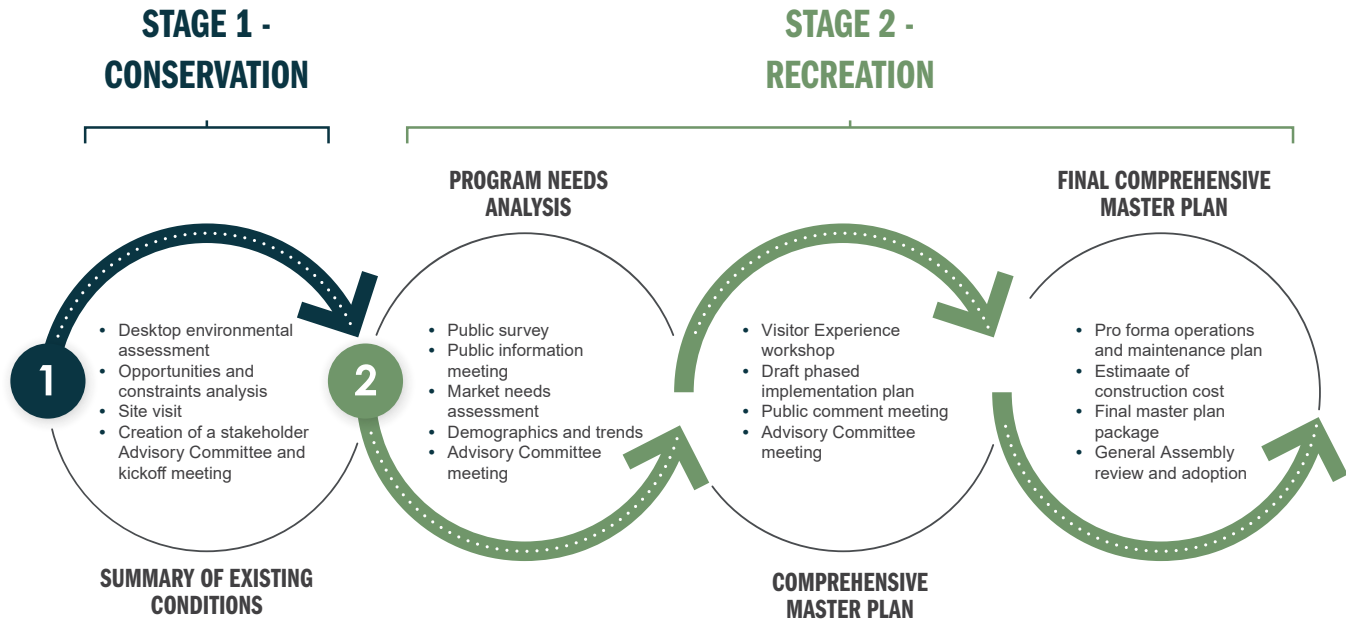 STAGE 1 -
CONSERVATION
STAGE 2 -
RECREATION
PROGRAM NEEDS
ANALYSIS
FINAL COMPREHENSIVE
MASTER PLAN
1
• Desktop environmental
assessment
• Opportunities and
constraints analysis
• Site visit
• Creation of a stakeholder
Advisory Committee and
kickoff meeting
2
• Public survey
• Public information
meeting
• Market needs
assessment
• Demographics and trends
• Advisory Committee
meeting
• Visitor Experience
workshop
• Draft phased
implementation plan
• Public comment meeting
• Advisory Committee
meeting
• Pro forma operations
and maintenance plan
• Estimaate of
construction cost
• Final master plan
package
• General Assembly
review and adoption
SUMMARY OF EXISTING
CONDITIONS
COMPREHENSIVE
MASTER PLAN